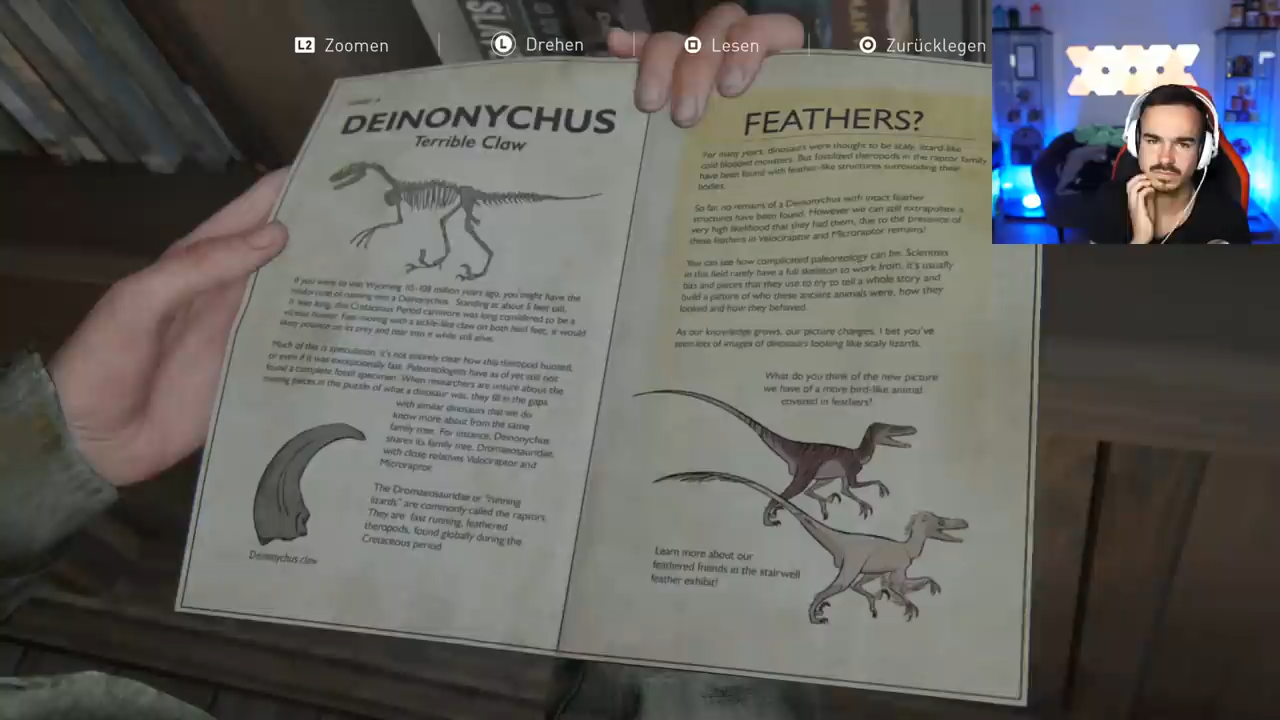 L2 Zoomen
L Drehen
Lesen
Zurücklegen
DEINONYCHUS
Terrible Claw
If you were to visit Wyoming 115-108 million years ago, you might have the
misfortune of running into a Deinonychus. Standing at about 5 feet tall,
it was long, this Cretaceous Period carnivore was long considered to be a
vicious hunter. Fast moving with a sickle-like claw on both hind feet, it would
likely pounce on its prey and tear into it while still alive.
Much of this is speculation, it's not entirely clear how this theropod hunted,
or even if it was exceptionally fast. Paleontologists have as of yet still not
found a complete fossil specimen. When researchers are unsure about the
missing pieces in the puzzle of what a dinosaur was, they fill in the gaps
with similar dinosaurs that we do
know more about from the same
family tree. For instance, Deinonychus
shares its family tree, Dromaeosauridae,
with close relatives Velociraptor and
Microraptor.
The Dromaeosauridae or "running
lizards" are commonly called the raptors.
They are fast running, feathered
theropods, found globally during the
Cretaceous period
Deinonychus claw
FEATHERS?
For many years, dinosaurs were thought to be scaly, lizard-like
cold blooded monsters. But fossilized theropods in the raptor family
have been found with feather-like structures surrounding their
bodies.
So far, no remains of a Deinonychus with intact feather
structures have been found. However we can still extrapolate a
very high likelihood that they had them, due to the presence of
these feathers in Velociraptor and Microraptor remains!
You can see how complicated paleontology can be. Scientists
in this field rarely have a full skeleton to work from, it's usually
bits and pieces that they use to try to tell a whole story and
build a picture of who these ancient animals were, how they
looked and how they behaved.
As our knowledge grows, our picture changes. I bet you've
seen lots of images of dinosaurs looking like scaly lizards.
What do you think of the new picture
we have of a more bird-like animal
covered in feathers?
Learn more about our
feathered friends in the stairwell
feather exhibit!